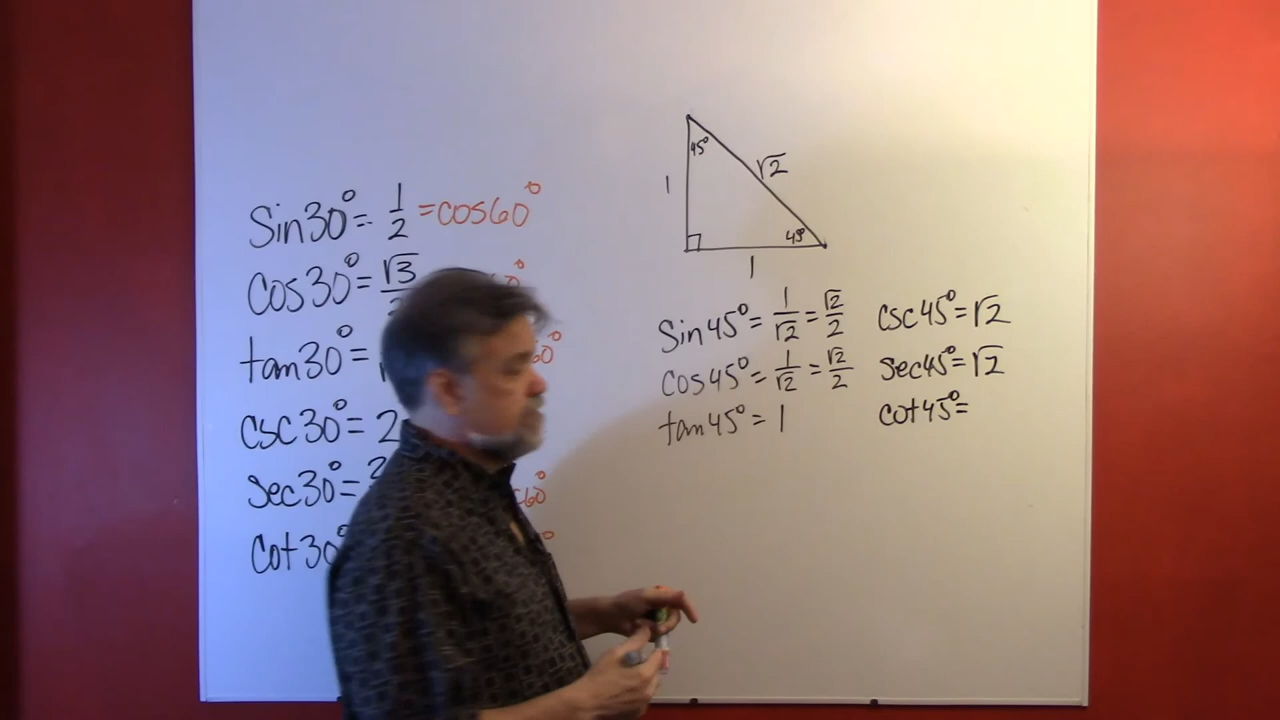 Sin30° = 1/2 = cos60°
Cos30° = √3
tan30° =
csc30° = 2
sec30° = 2
Cot30°
45°
√2
1
45°
1
Sin45° = 1/√2 = √2/2
csc45° = √2
cos45° = 1/√2 = √2/2
sec45° = √2
tan45° = 1
cot45° =